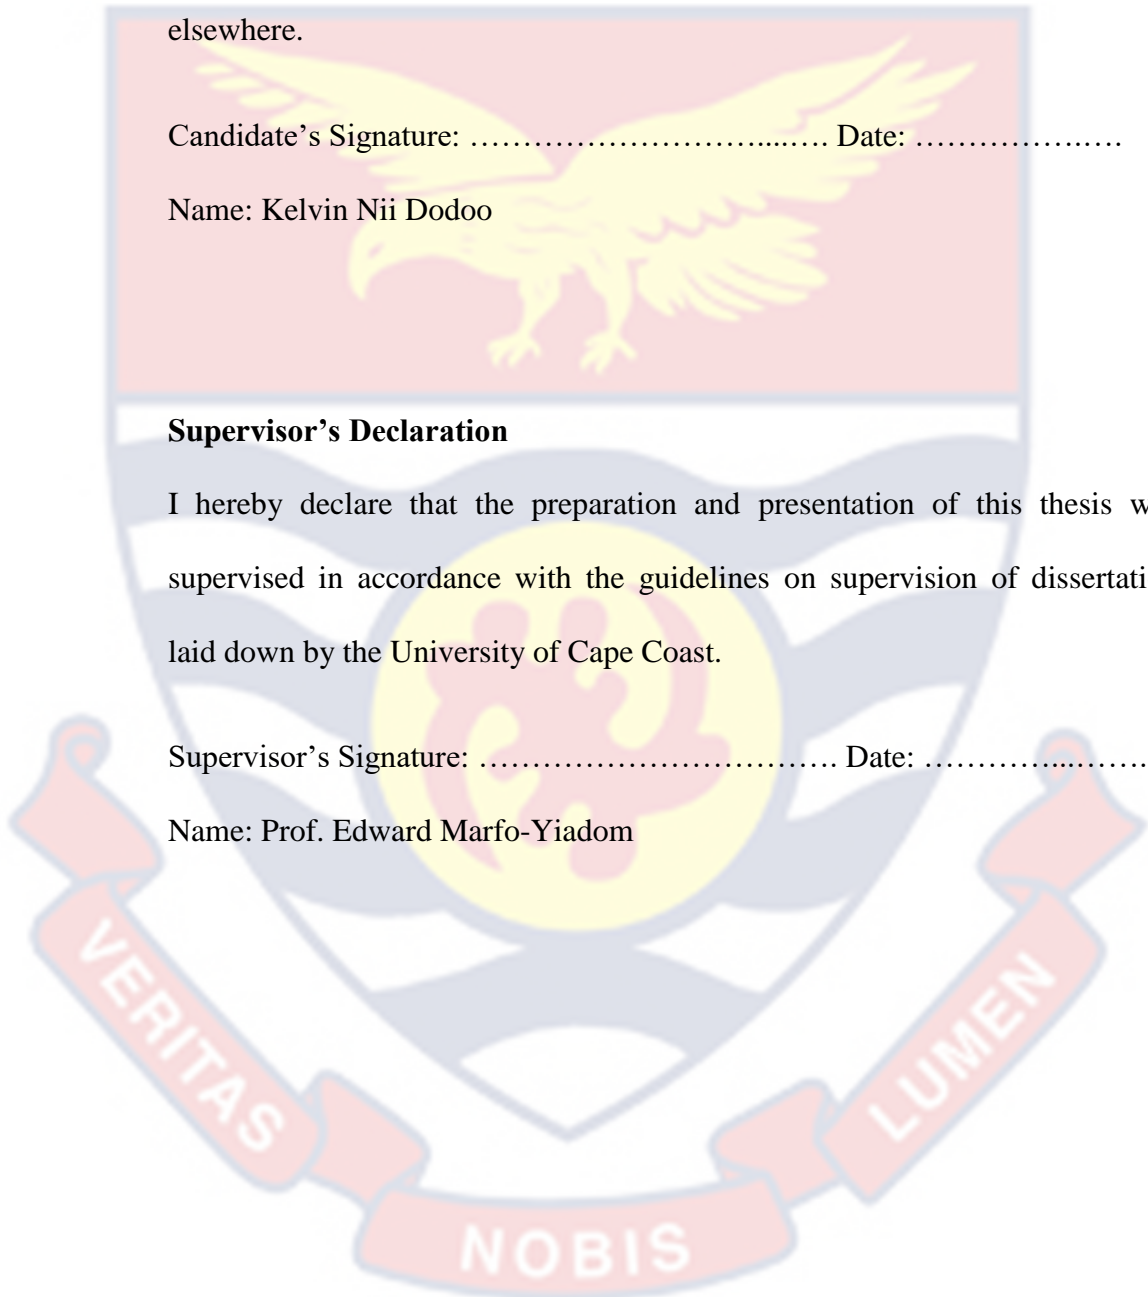 elsewhere.
Candidate’s Signature: ………………………...…. Date: …………….….
Name: Kelvin Nii Dodoo
Supervisor’s Declaration
I hereby declare that the preparation and presentation of this thesis w
supervised in accordance with the guidelines on supervision of dissertati
laid down by the University of Cape Coast.
Supervisor’s Signature: ……………………………. Date: …………..…….
Name: Prof. Edward Marfo-Yiadom
VERITAS
NOBIS
LUMEN